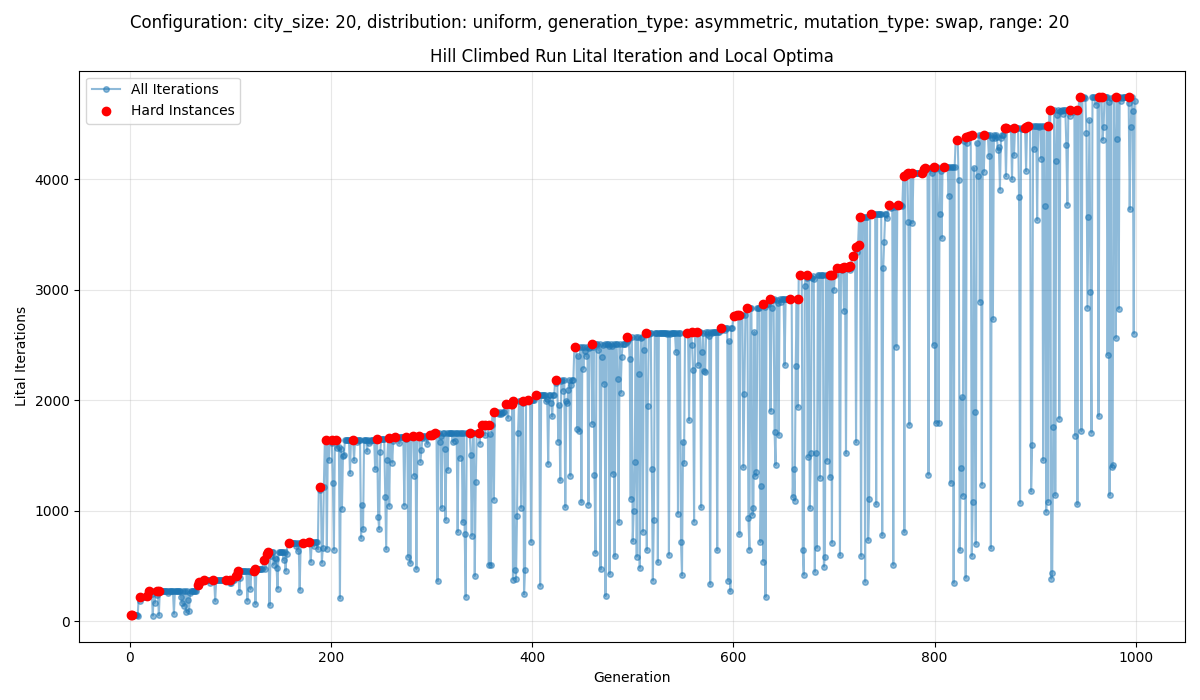 Configuration: city_size: 20, distribution: uniform, generation_type: asymmetric, mutation_type: swap, range: 20
Hill Climbed Run Lital Iteration and Local Optima
All Iterations
Hard Instances
Lital Iterations
4000
3000
2000
1000
0
0 200 400 600 800 1000
Generation